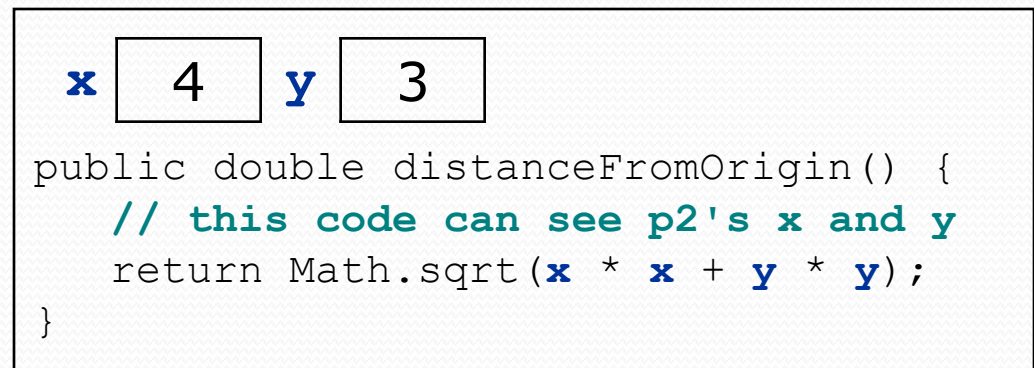 x 4 y 3
public double distanceFromOrigin() {
// this code can see p2's x and y
return Math.sqrt(x * x + y * y);
}